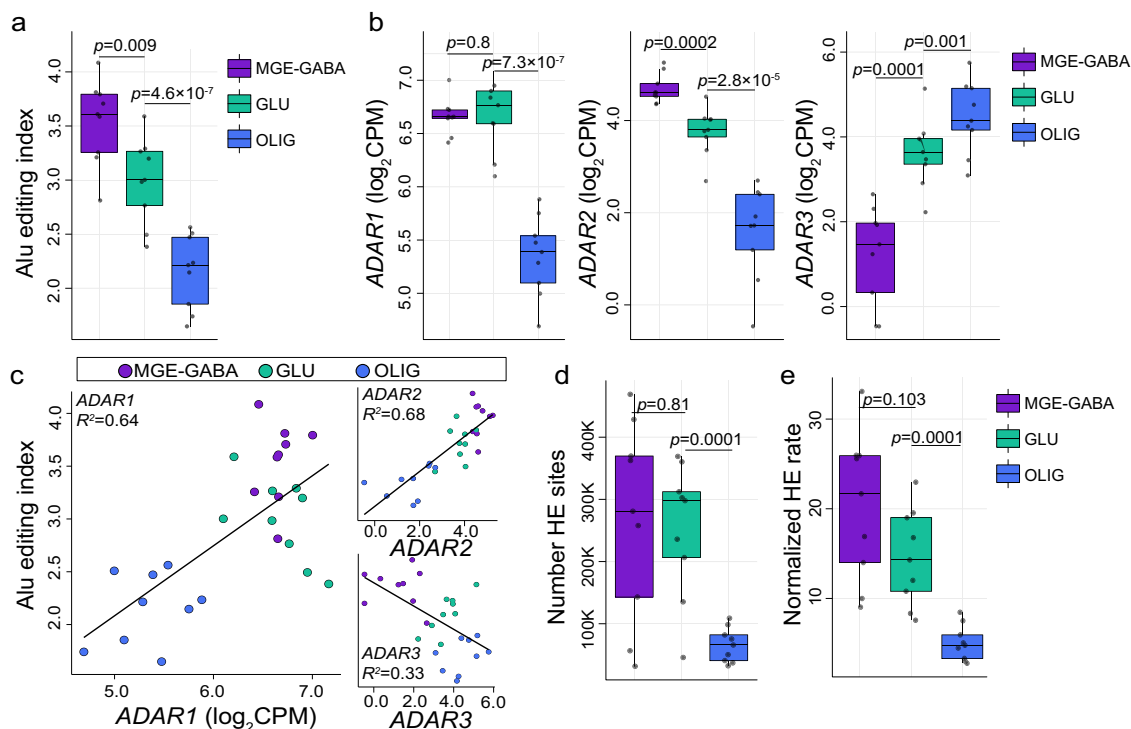 a
Alu editing index
4.0
3.5
3.0
2.5
2.0
p=0.009
p=4.6×10⁻⁷
MGE-GABA
GLU
OLIG
b
ADAR1 (log₂CPM)
7.0
6.5
6.0
5.5
5.0
p=0.8
p=7.3×10⁻⁷
ADAR2 (log₂CPM)
4.0
2.0
0.0
p=0.0002
p=2.8×10⁻⁵
ADAR3 (log₂CPM)
6.0
4.0
2.0
0.0
p=0.001
p=0.0001
MGE-GABA
GLU
OLIG
c
MGE-GABA GLU OLIG
Alu editing index
4.0
3.5
3.0
2.5
2.0
ADAR1
R²=0.64
5.0 6.0 7.0
ADAR1 (log₂CPM)
ADAR2
R²=0.68
0.0 2.0 4.0
ADAR2
ADAR3
R²=0.33
0.0 2.0 4.0 6.0
ADAR3
d
Number HE sites
400K
300K
200K
100K
p=0.81
p=0.0001
e
Normalized HE rate
30
20
10
p=0.103
p=0.0001
MGE-GABA
GLU
OLIG